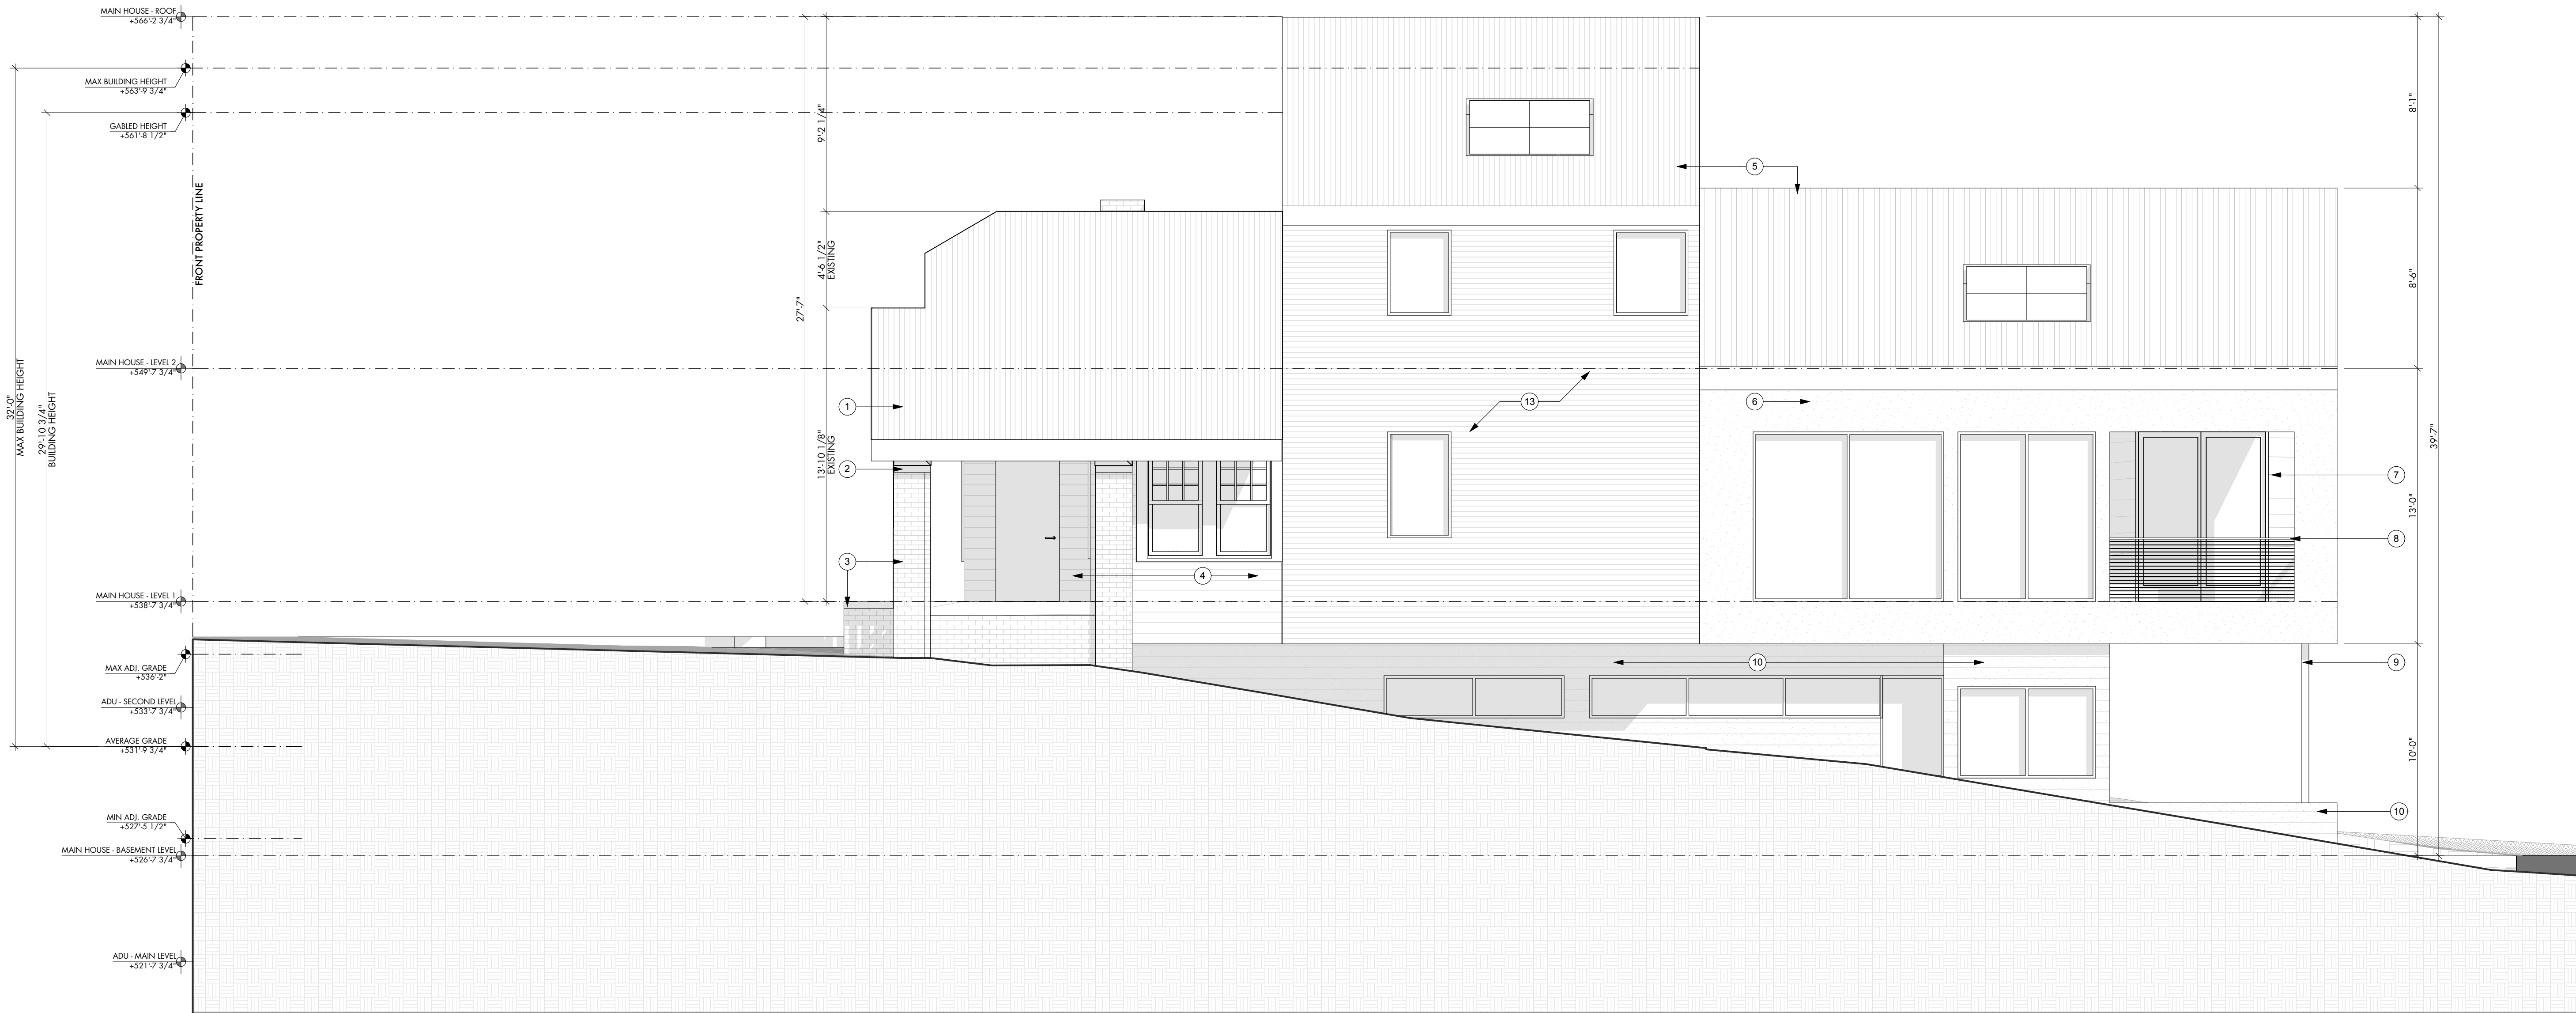 MAIN HOUSE - ROOF
+566'-2 3/4"
MAX BUILDING HEIGHT
+563'-9 3/4"
GABLED HEIGHT
+561'-8 1/2"
FRONT PROPERTY LINE
MAIN HOUSE - LEVEL 2
+549'-7 3/4"
32'-0"
MAX BUILDING HEIGHT
29'-10 3/4"
BUILDING HEIGHT
MAIN HOUSE - LEVEL 1
+538'-7 3/4"
MAX ADJ. GRADE
+536'-2"
ADU - SECOND LEVEL
+533'-7 3/4"
AVERAGE GRADE
+531'-9 3/4"
MIN ADJ. GRADE
+527'-5 1/2"
MAIN HOUSE - BASEMENT LEVEL
+526'-7 3/4"
ADU - MAIN LEVEL
+521'-7 3/4"
27'-7"
9'-2 1/4"
4'-6 1/2"
EXISTING
13'-10 1/8"
EXISTING
1
2
3
4
5
13
6
7
8
10
9
10
8'-1"
8'-6"
13'-0"
10'-0"
39'-7"